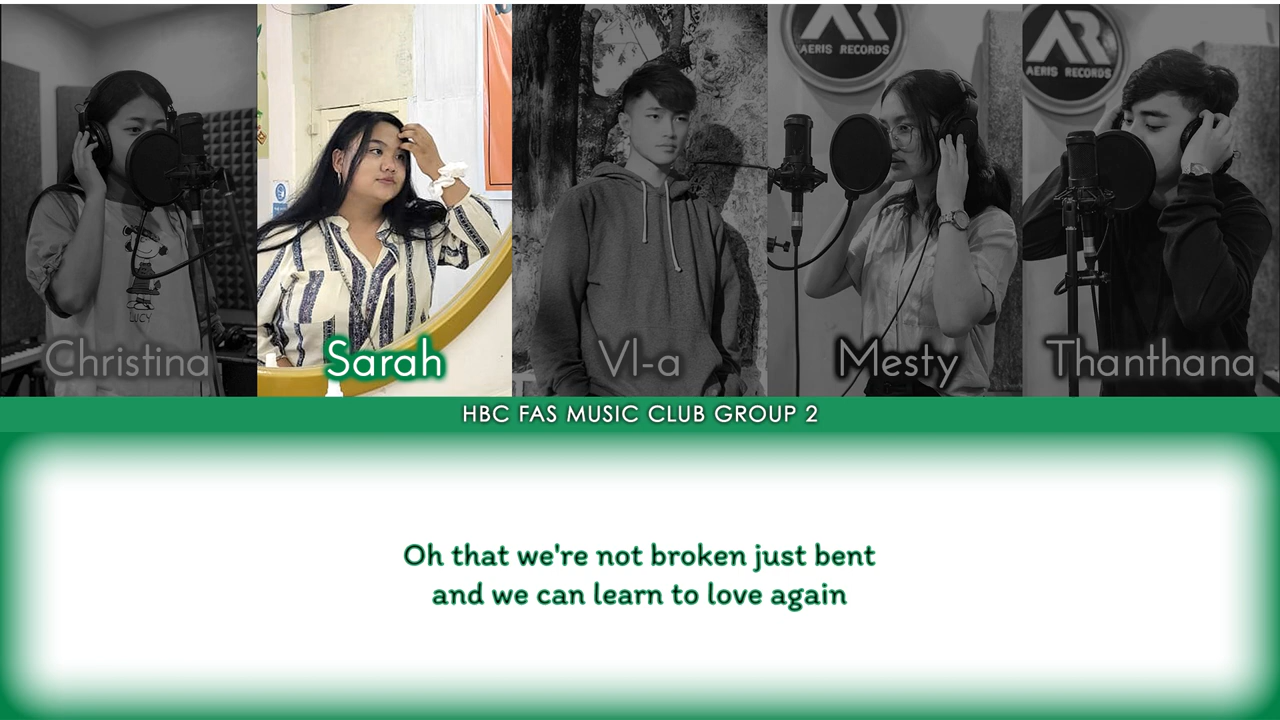 AR
AERIS RECORDS
AR
AERIS RECORDS
LUCY
Christina
Sarah
Vl-a
Mesty
Thanthana
HBC FAS MUSIC CLUB GROUP 2
Oh that we're not broken just bent
and we can learn to love again